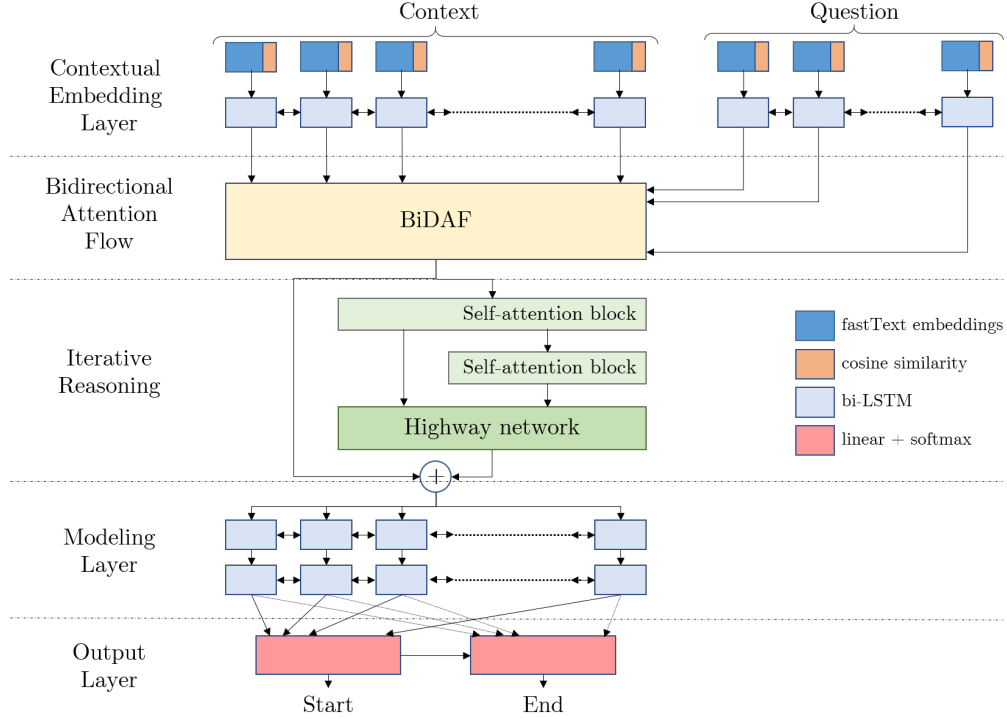 Context
Question
Contextual
Embedding
Layer
Bidirectional
Attention
Flow
BiDAF
Iterative
Reasoning
Self-attention block
Self-attention block
Highway network
+
fastText embeddings
cosine similarity
bi-LSTM
linear + softmax
Modeling
Layer
Output
Layer
Start
End